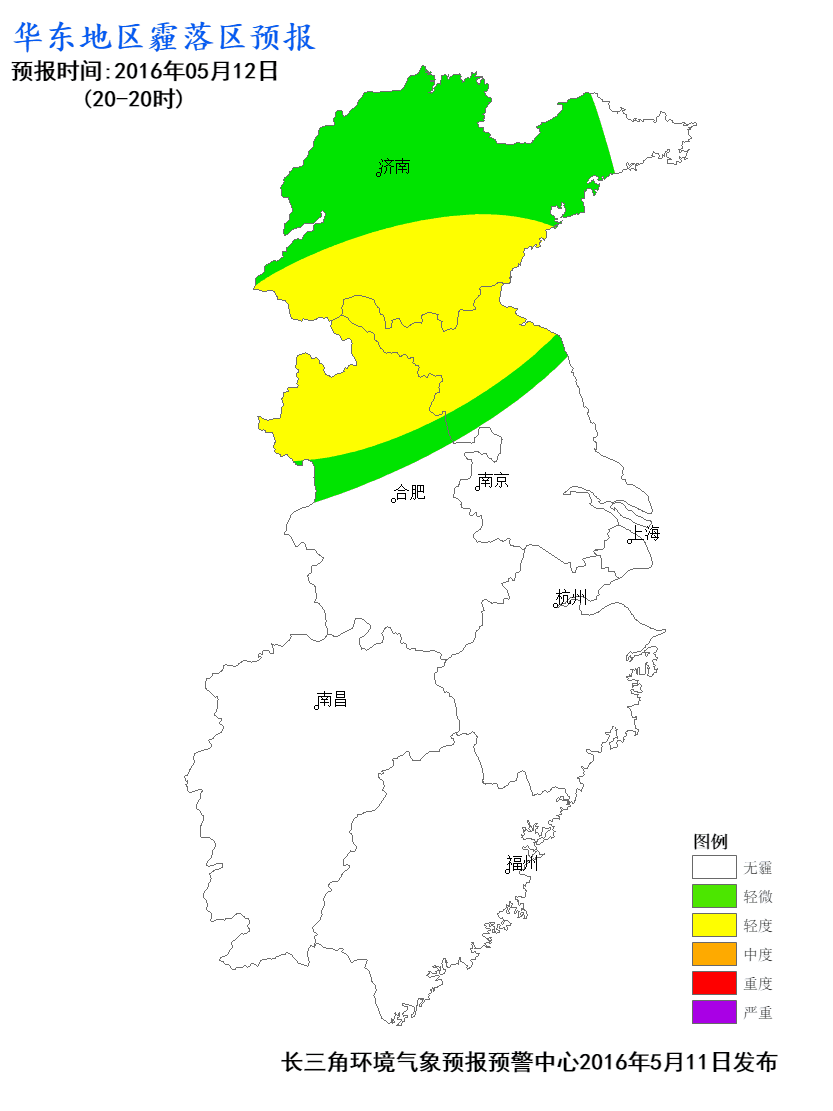 华东地区霾落区预报
预报时间:2016年05月12日
(20-20时)
济南
合肥
南京
上海
杭州
南昌
福州
图例
无霾
轻微
轻度
中度
重度
严重
长三角环境气象预报预警中心2016年5月11日发布